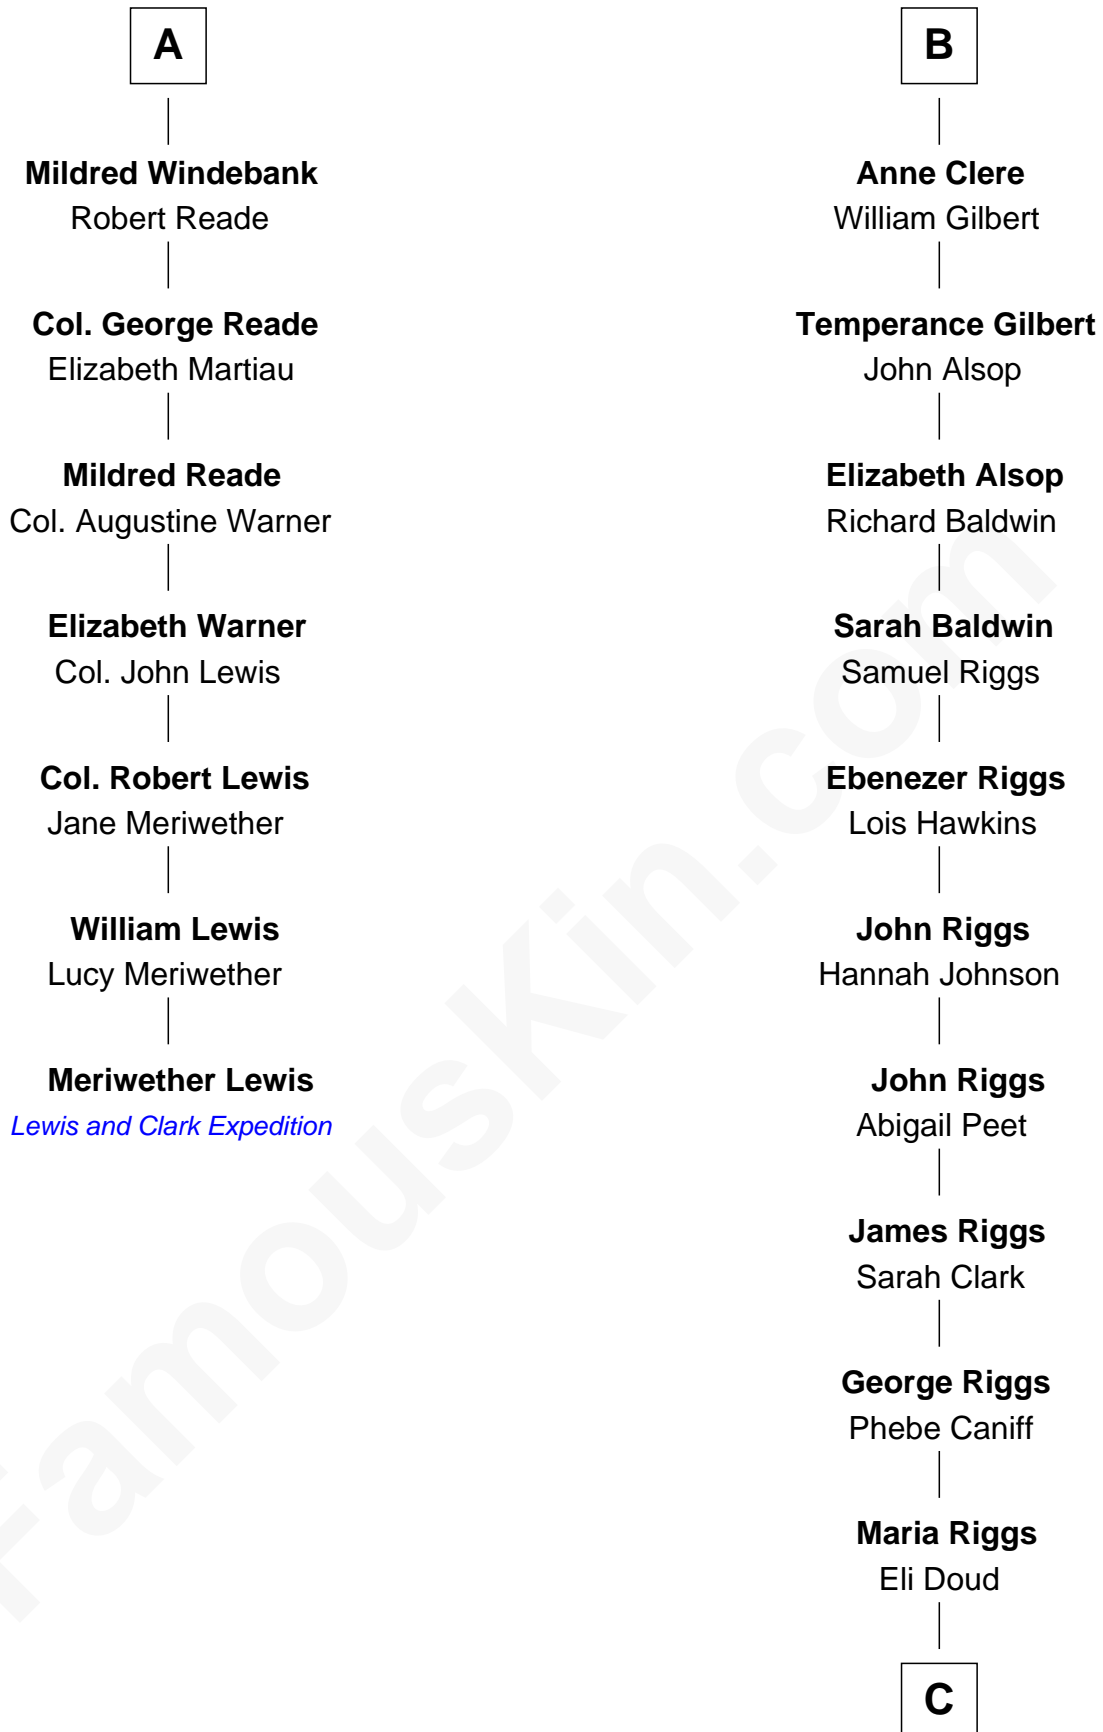 A
Mildred Windebank
Robert Reade
Col. George Reade
Elizabeth Martiau
Mildred Reade
Col. Augustine Warner
Elizabeth Warner
Col. John Lewis
Col. Robert Lewis
Jane Meriwether
William Lewis
Lucy Meriwether
Meriwether Lewis
Lewis and Clark Expedition
B
Anne Clere
William Gilbert
Temperance Gilbert
John Alsop
Elizabeth Alsop
Richard Baldwin
Sarah Baldwin
Samuel Riggs
Ebenezer Riggs
Lois Hawkins
John Riggs
Hannah Johnson
John Riggs
Abigail Peet
James Riggs
Sarah Clark
George Riggs
Phebe Caniff
Maria Riggs
Eli Doud
C
FamousKin.com